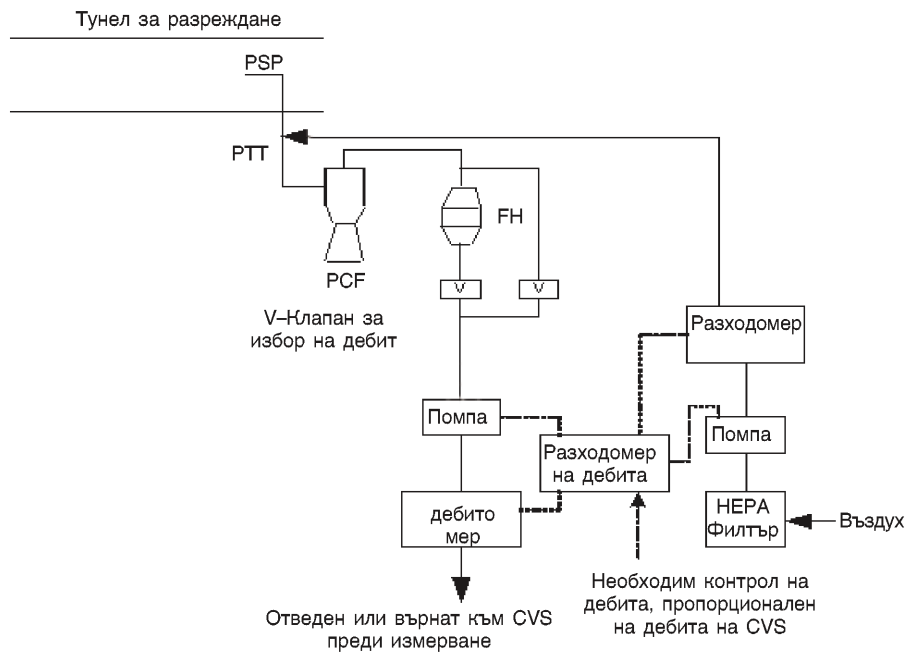 Тунел за разреждане
PSP
PTT
FH
PCF
V
V
V–Клапан за
избор на дебит
Разходомер
Помпа
Помпа
Разходомер
на дебита
HEPA
Филтър
Въздух
дебито
мер
Необходим контрол на
дебита, пропорционален
на дебита на CVS
Отведен или върнат към CVS
преди измерване